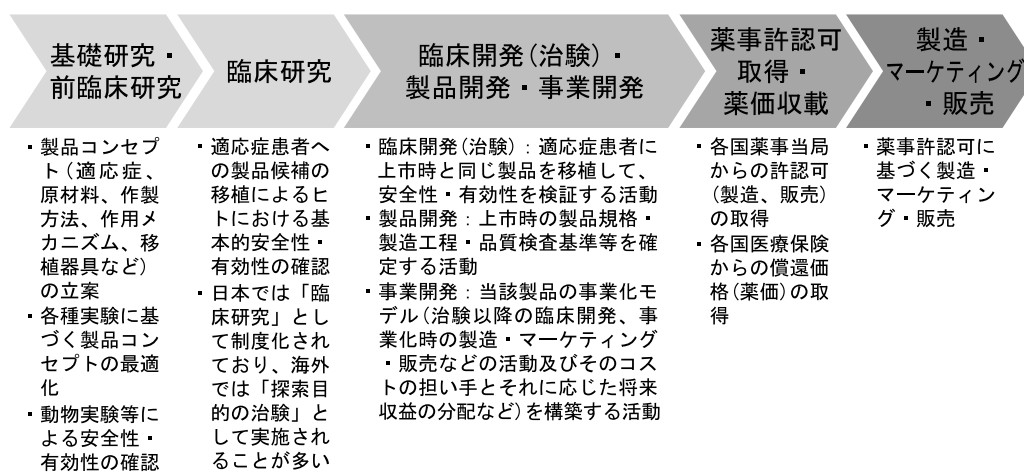 基礎研究・
前臨床研究
臨床研究
臨床開発(治験)・
製品開発・事業開発
薬事許認可
取得・
薬価収載
製造・
マーケティング
・販売
・製品コンセプ
ト(適応症、
原材料、作製
方法、作用メ
カニズム、移
植器具など)
の立案
・各種実験に基
づく製品コン
セプトの最適
化
・動物実験等に
よる安全性・
有効性の確認
・適応症患者へ
の製品候補の
移植によるヒ
トにおける基
本的安全性・
有効性の確認
・日本では「臨
床研究」とし
て制度化され
ており、海外
では「探索目
的の治験」と
して実施され
ることが多い
・臨床開発(治験)：適応症患者に
上市時と同じ製品を移植して、
安全性・有効性を検証する活動
・製品開発：上市時の製品規格・
製造工程・品質検査基準等を確
定する活動
・事業開発：当該製品の事業化モ
デル(治験以降の臨床開発、事
業化時の製造・マーケティング
・販売などの活動及びそのコス
トの担い手とそれに応じた将来
収益の分配など)を構築する活動
・各国薬事当局
からの許認可
(製造、販売)
の取得
・各国医療保険
からの償還価
格(薬価)の取
得
・薬事許認可に
基づく製造・
マーケティン
グ・販売